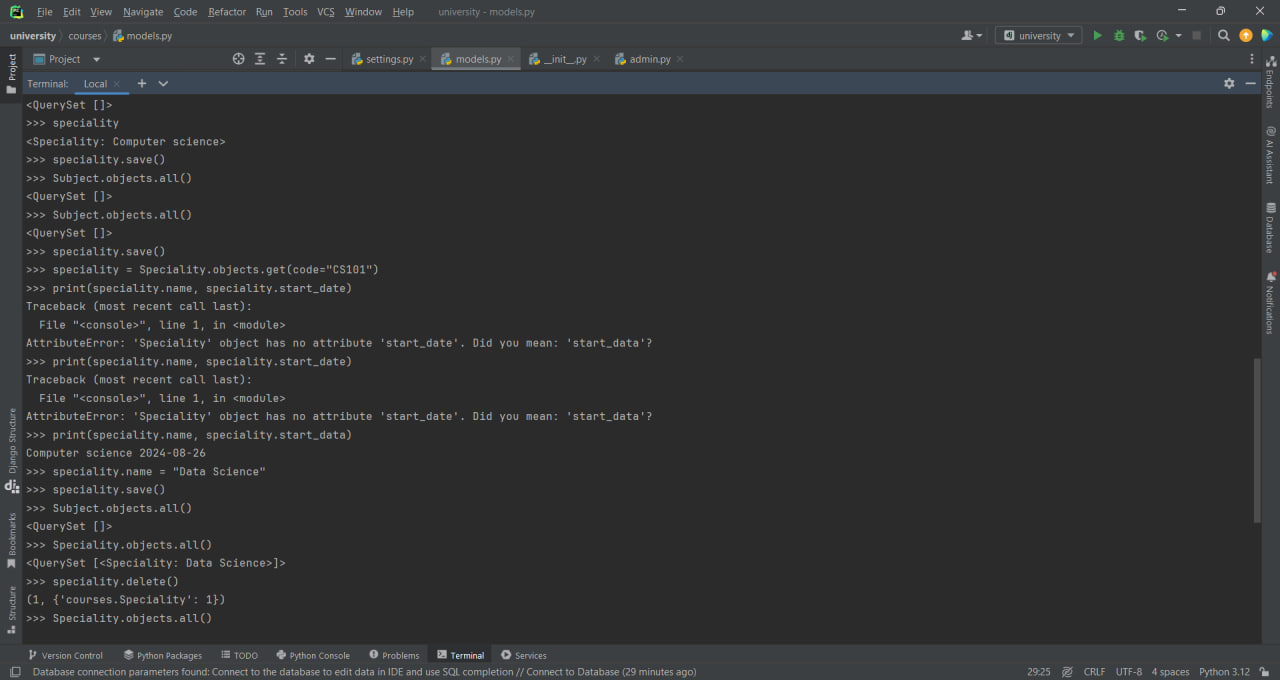 File Edit View Navigate Code Refactor Run Tools VCS Window Help university - models.py
university courses models.py university
Project settings.py models.py __init__.py admin.py
Terminal: Local
<QuerySet []>
>>> speciality
<Speciality: Computer science>
>>> speciality.save()
>>> Subject.objects.all()
<QuerySet []>
>>> Subject.objects.all()
<QuerySet []>
>>> speciality.save()
>>> speciality = Speciality.objects.get(code="CS101")
>>> print(speciality.name, speciality.start_date)
Traceback (most recent call last):
  File "<console>", line 1, in <module>
AttributeError: 'Speciality' object has no attribute 'start_date'. Did you mean: 'start_data'?
>>> print(speciality.name, speciality.start_date)
Traceback (most recent call last):
  File "<console>", line 1, in <module>
AttributeError: 'Speciality' object has no attribute 'start_date'. Did you mean: 'start_data'?
>>> print(speciality.name, speciality.start_data)
Computer science 2024-08-26
>>> speciality.name = "Data Science"
>>> speciality.save()
>>> Subject.objects.all()
<QuerySet []>
>>> Speciality.objects.all()
<QuerySet [<Speciality: Data Science>]>
>>> speciality.delete()
(1, {'courses.Speciality': 1})
>>> Speciality.objects.all()
Project
Django Structure
Bookmarks
Structure
Endpoints
AI Assistant
Database
Notifications
Version Control Python Packages TODO Python Console Problems Terminal Services
Database connection parameters found: Connect to the database to edit data in IDE and use SQL completion // Connect to Database (29 minutes ago) 29:25 CRLF UTF-8 4 spaces Python 3.12